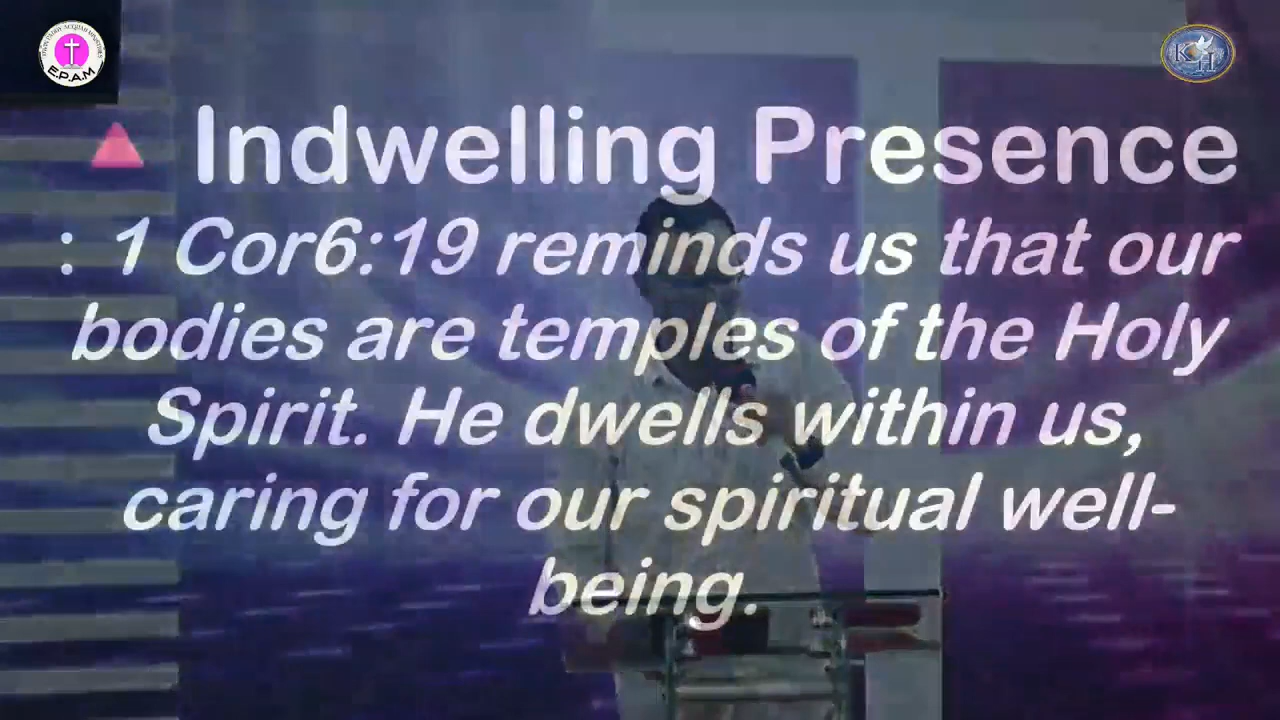 E.P.A.M
KH
Indwelling Presence
: 1 Cor6:19 reminds us that our
bodies are temples of the Holy
Spirit. He dwells within us,
caring for our spiritual well-
being.